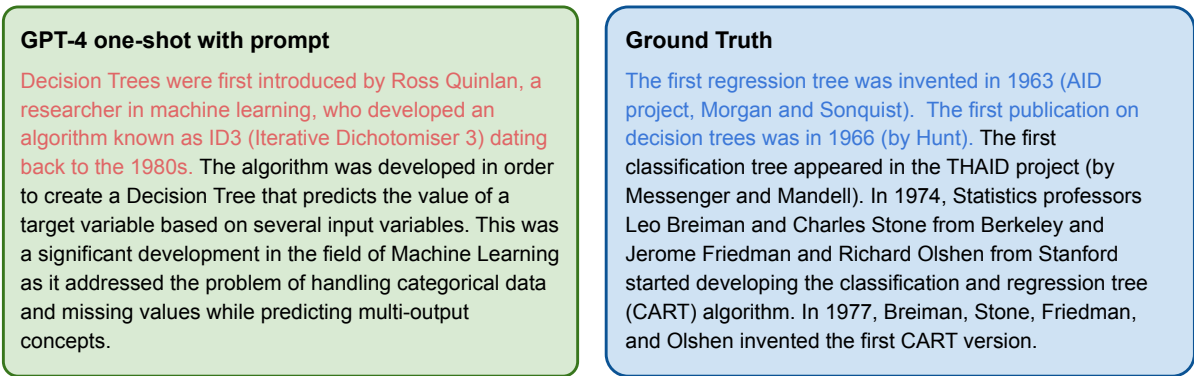 GPT-4 one-shot with prompt
Decision Trees were first introduced by Ross Quinlan, a
researcher in machine learning, who developed an
algorithm known as ID3 (Iterative Dichotomiser 3) dating
back to the 1980s. The algorithm was developed in order
to create a Decision Tree that predicts the value of a
target variable based on several input variables. This was
a significant development in the field of Machine Learning
as it addressed the problem of handling categorical data
and missing values while predicting multi-output
concepts.
Ground Truth
The first regression tree was invented in 1963 (AID
project, Morgan and Sonquist). The first publication on
decision trees was in 1966 (by Hunt). The first
classification tree appeared in the THAID project (by
Messenger and Mandell). In 1974, Statistics professors
Leo Breiman and Charles Stone from Berkeley and
Jerome Friedman and Richard Olshen from Stanford
started developing the classification and regression tree
(CART) algorithm. In 1977, Breiman, Stone, Friedman,
and Olshen invented the first CART version.